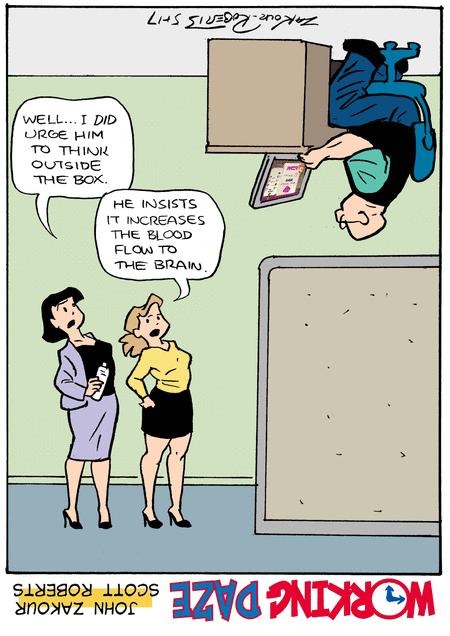 ZAKOUR-ROBERTS 5-17
WELL... I DID
URGE HIM
TO THINK
OUTSIDE
THE BOX.
HE INSISTS
IT INCREASES
THE BLOOD
FLOW TO
THE BRAIN.
WORKING DAZE
JOHN ZAKOUR
SCOTT ROBERTS